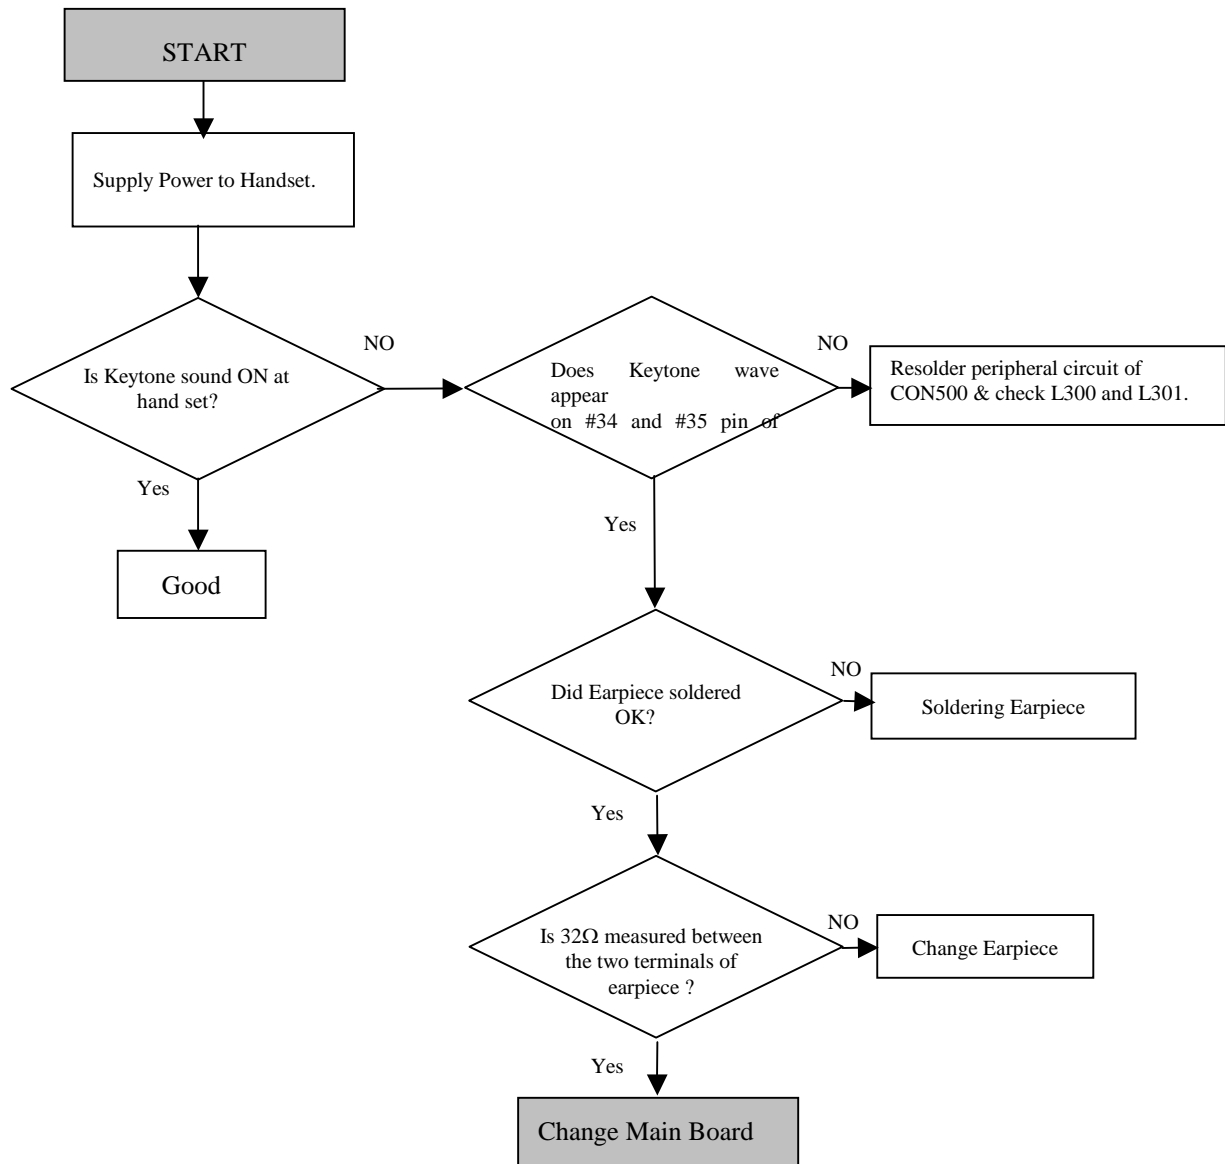 START
Supply Power to Handset.
Is Keytone sound ON at
hand set?
NO
Does Keytone wave
appear
on #34 and #35 pin of
NO
Resolder peripheral circuit of
CON500 & check L300 and L301.
Yes
Good
Yes
Did Earpiece soldered
OK?
NO
Soldering Earpiece
Yes
Is 32Ω measured between
the two terminals of
earpiece ?
NO
Change Earpiece
Yes
Change Main Board